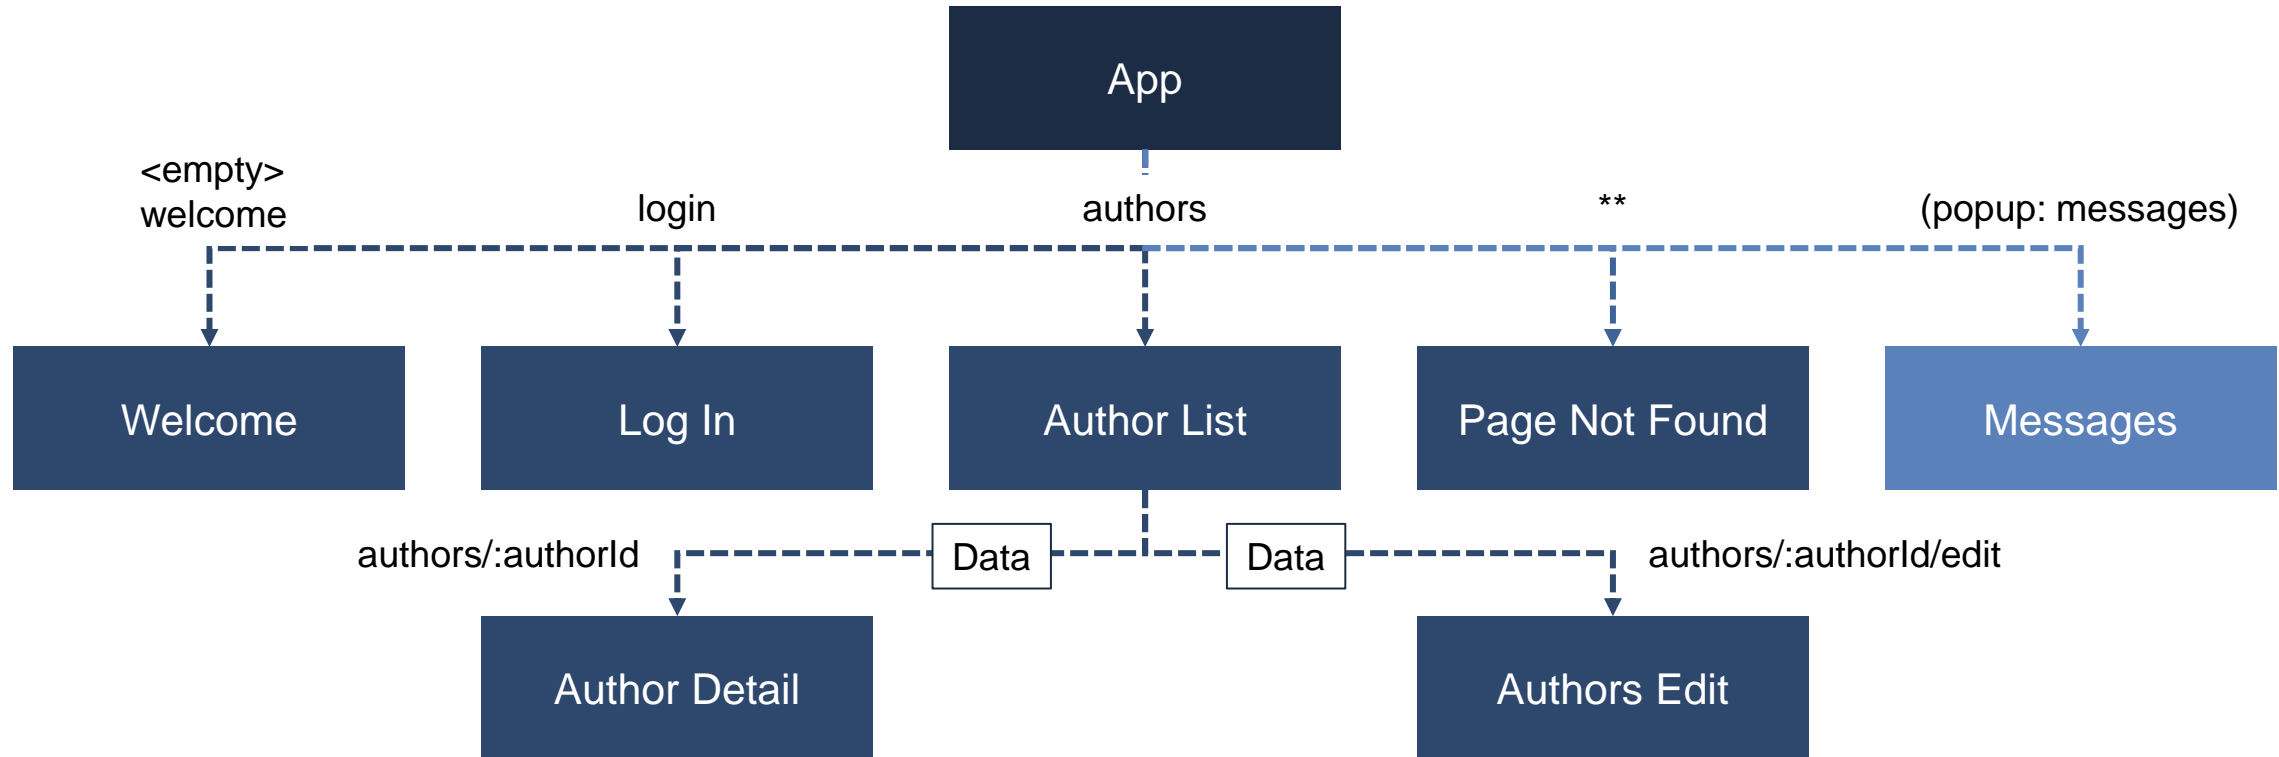 App
<empty>
welcome
login
authors
**
(popup: messages)
Welcome
Log In
Author List
Page Not Found
Messages
authors/:authorId
Data
Data
authors/:authorId/edit
Author Detail
Authors Edit